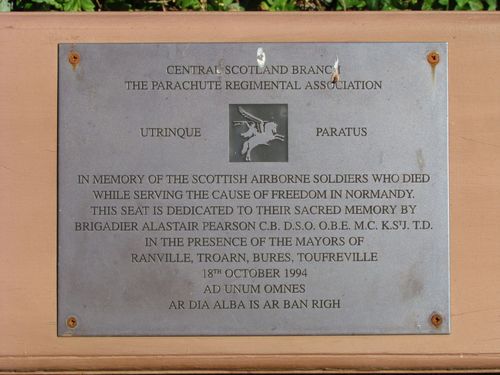 CENTRAL SCOTLAND BRANCH
THE PARACHUTE REGIMENTAL ASSOCIATION
UTRINQUE PARATUS
IN MEMORY OF THE SCOTTISH AIRBORNE SOLDIERS WHO DIED
WHILE SERVING THE CAUSE OF FREEDOM IN NORMANDY.
THIS SEAT IS DEDICATED TO THEIR SACRED MEMORY BY
BRIGADIER ALASTAIR PEARSON C.B. D.S.O. O.B.E. M.C. K.S'J. T.D.
IN THE PRESENCE OF THE MAYORS OF
RANVILLE, TROARN, BURES, TOUFREVILLE
18TH OCTOBER 1994
AD UNUM OMNES
AR DIA ALBA IS AR BAN RIGH